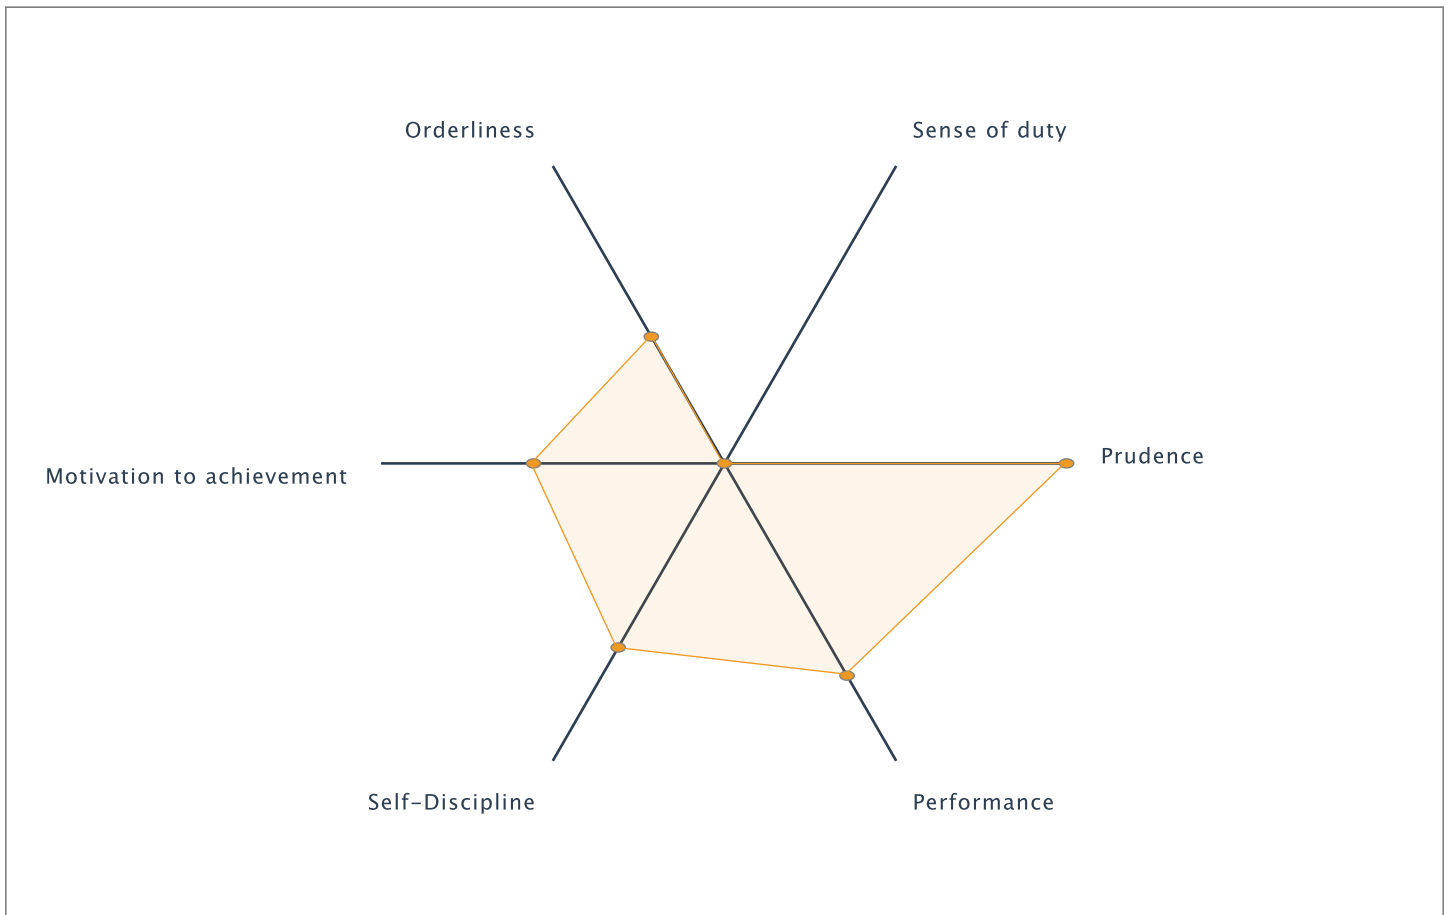 Orderliness
Sense of duty
Prudence
Motivation to achievement
Self-Discipline
Performance